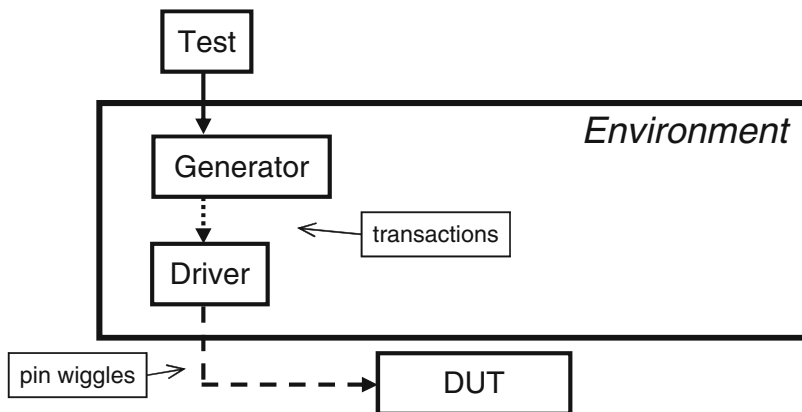 Test
Environment
Generator
transactions
Driver
pin wiggles
DUT